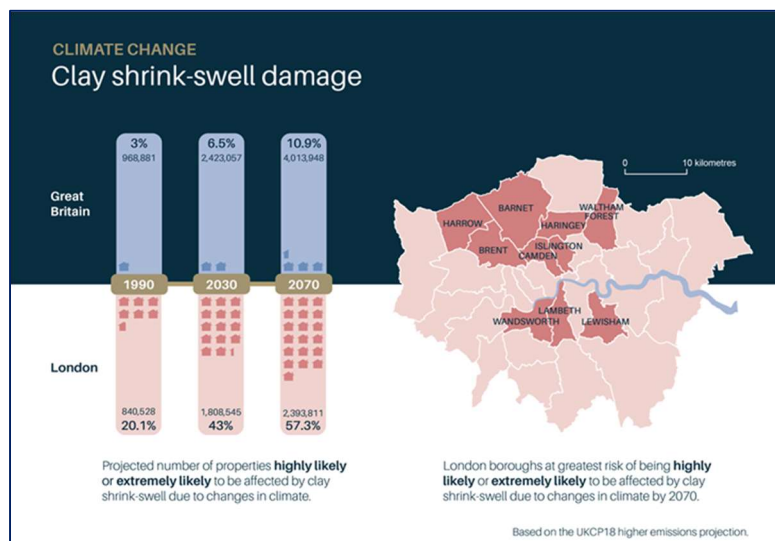 CLIMATE CHANGE
Clay shrink-swell damage
3%
968,881
6.5%
2,423,057
10.9%
4,013,948
Great
Britain
1990
2030
2070
London
840,528
20.1%
1,808,545
43%
2,393,811
57.3%
Projected number of properties highly likely
or extremely likely to be affected by clay
shrink-swell due to changes in climate.
0
10 kilometres
BARNET
WALTHAM
FOREST
HARROW
HARINGEY
BRENT
ISLINGTON
CAMDEN
LAMBETH
WANDSWORTH
LEWISHAM
London boroughs at greatest risk of being highly
likely or extremely likely to be affected by clay
shrink-swell due to changes in climate by 2070.
Based on the UKCP18 higher emissions projection.